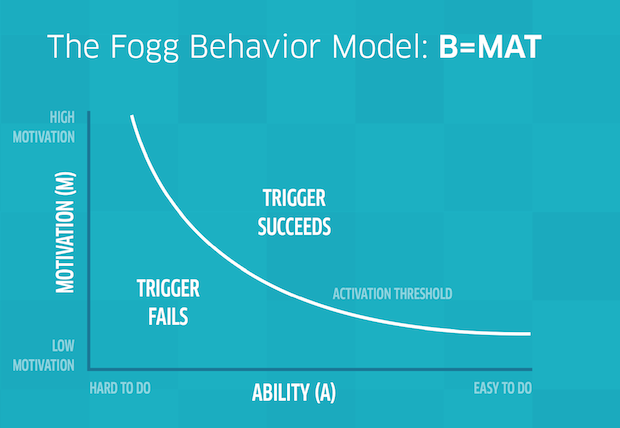 The Fogg Behavior Model: B=MAT
HIGH
MOTIVATION
MOTIVATION (M)
TRIGGER
SUCCEEDS
TRIGGER
FAILS
ACTIVATION THRESHOLD
LOW
MOTIVATION
HARD TO DO
ABILITY (A)
EASY TO DO